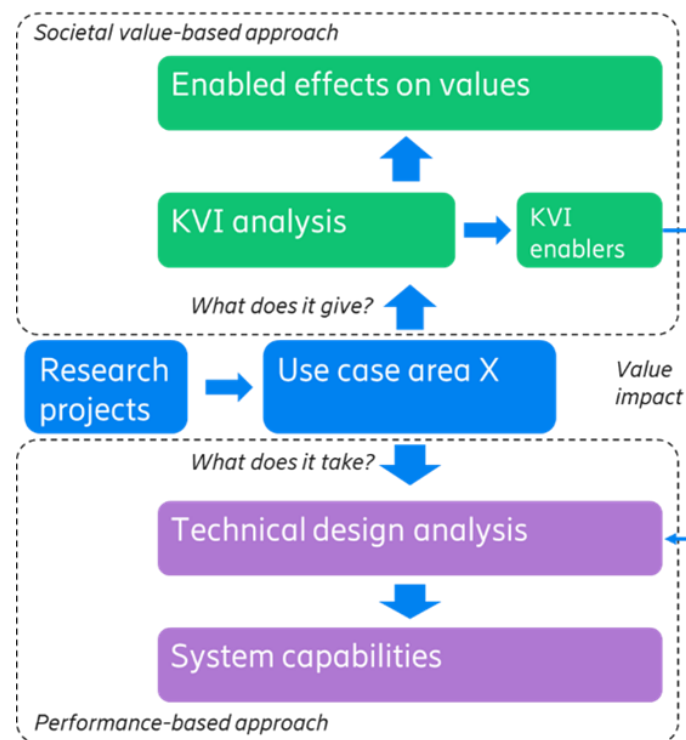 Societal value-based approach
Enabled effects on values
KVI analysis
KVI
enablers
What does it give?
Research
projects
Use case area X
Value
impact
What does it take?
Technical design analysis
System capabilities
Performance-based approach